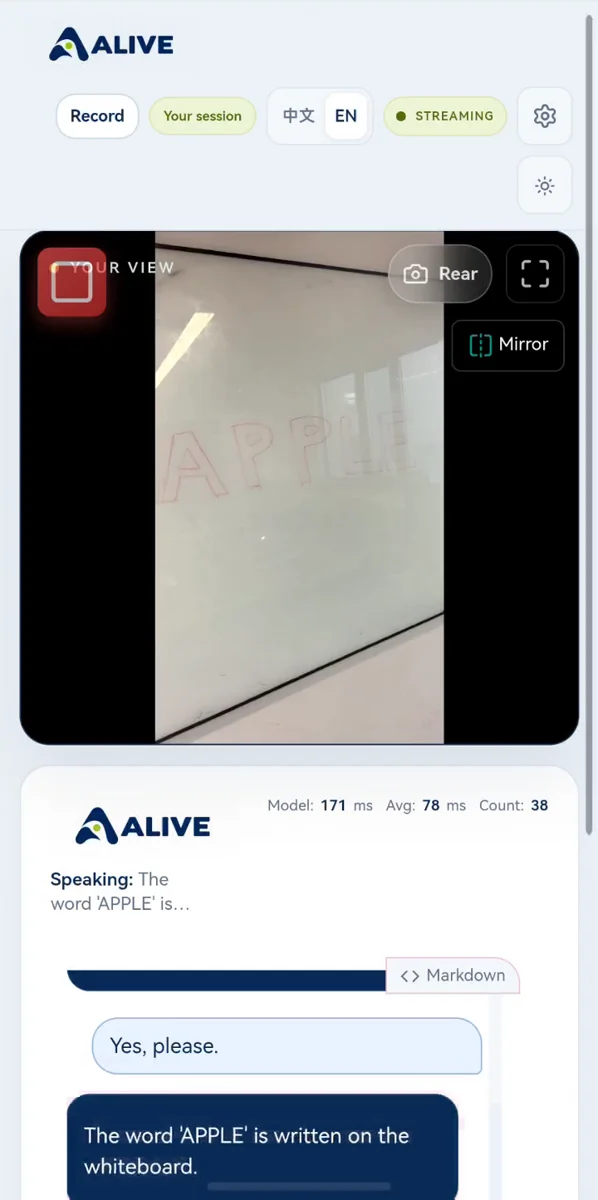 ALIVE
Record
Your session
中文
EN
STREAMING
YOUR VIEW
Rear
Mirror
APPLE
ALIVE
Model: 171 ms Avg: 78 ms Count: 38
Speaking: The
word 'APPLE' is...
Markdown
Yes, please.
The word 'APPLE' is written on the
whiteboard.